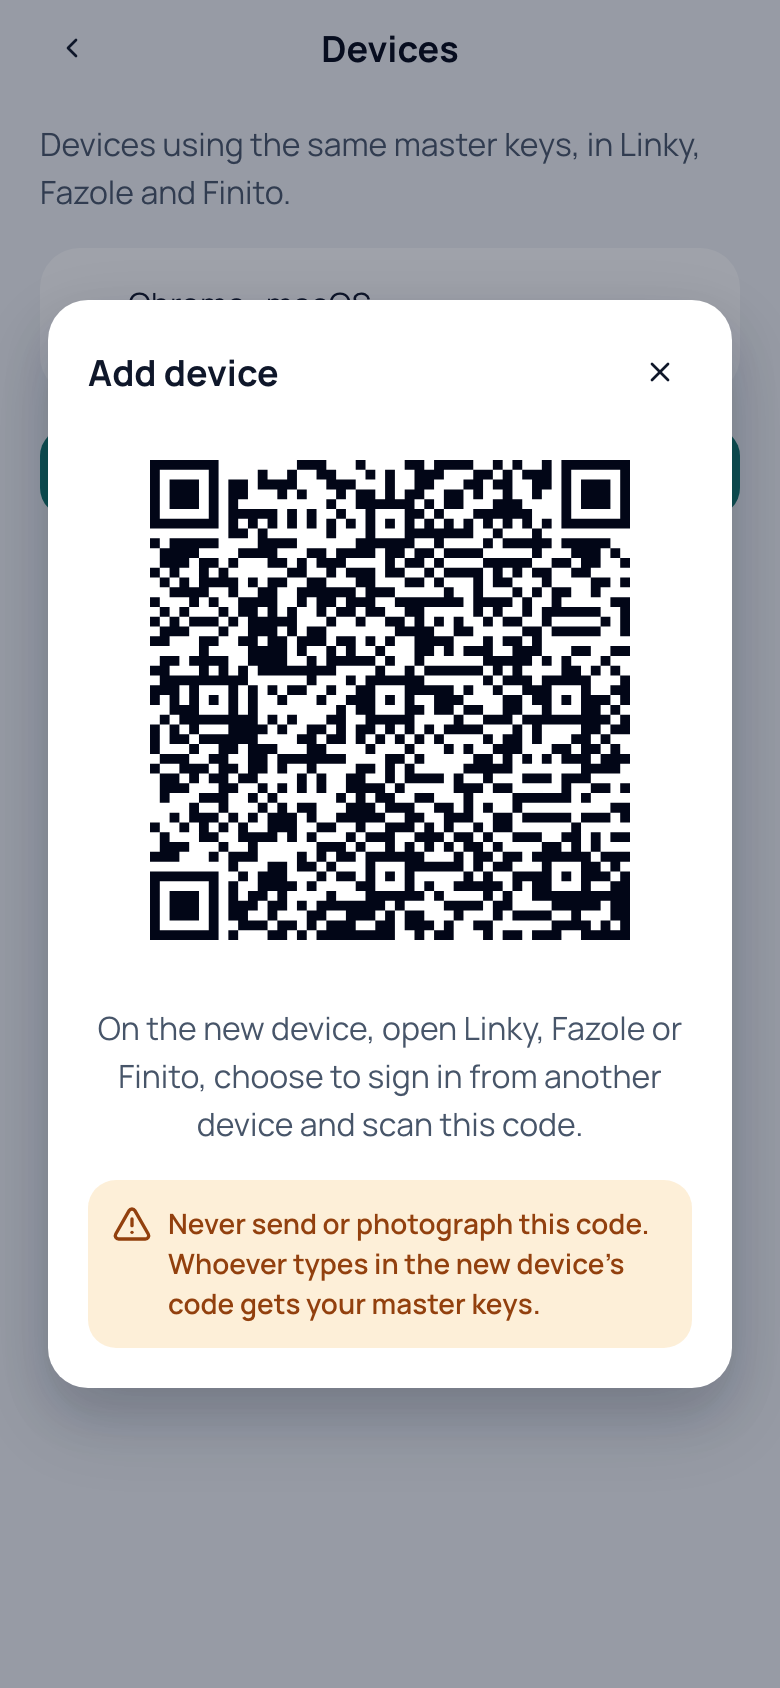 Devices
Devices using the same master keys, in Linky,
Fazole and Finito.
Chrome · macOS
Add device
On the new device, open Linky, Fazole or
Finito, choose to sign in from another
device and scan this code.
Never send or photograph this code.
Whoever types in the new device’s
code gets your master keys.